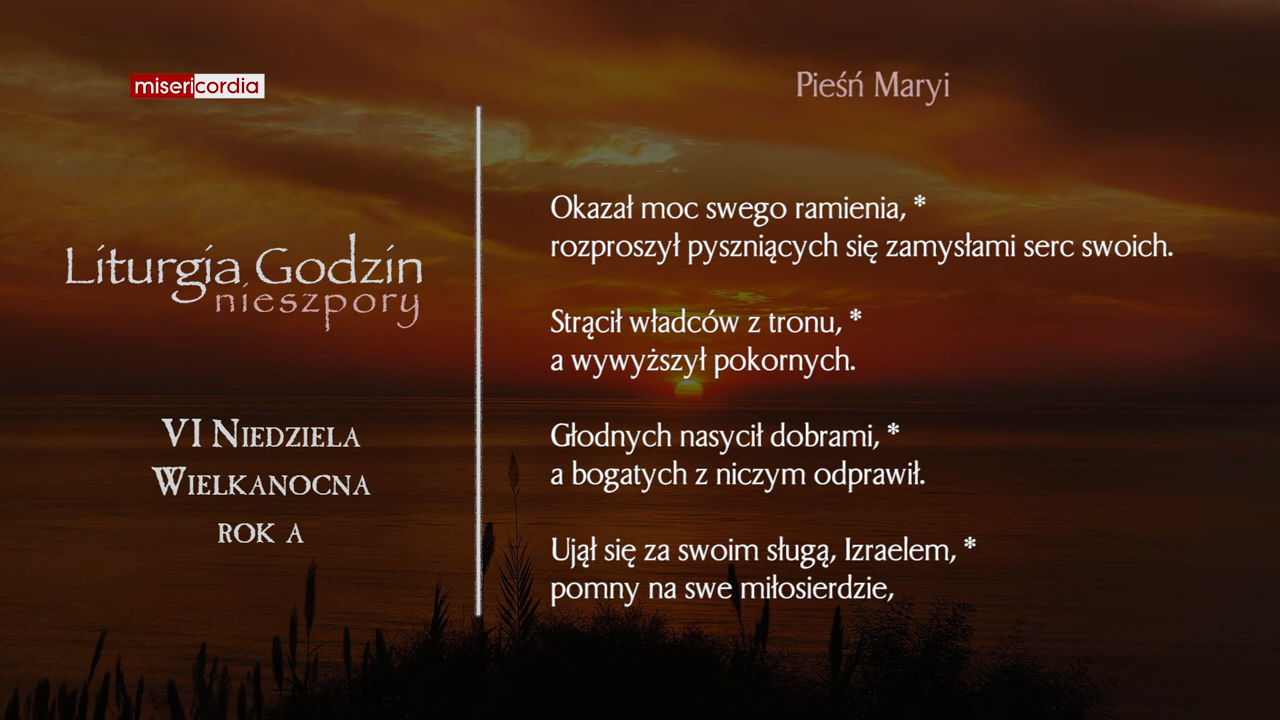 misericordia
Liturgia Godzin
nieszpory
VI Niedziela
Wielkanocna
rok a
Pieśń Maryi
Okazał moc swego ramienia, *
rozproszył pyszniących się zamysłami serc swoich.
Strącił władców z tronu, *
a wywyższył pokornych.
Głodnych nasycił dobrami, *
a bogatych z niczym odprawił.
Ujął się za swoim sługą, Izraelem, *
pomny na swe miłosierdzie,